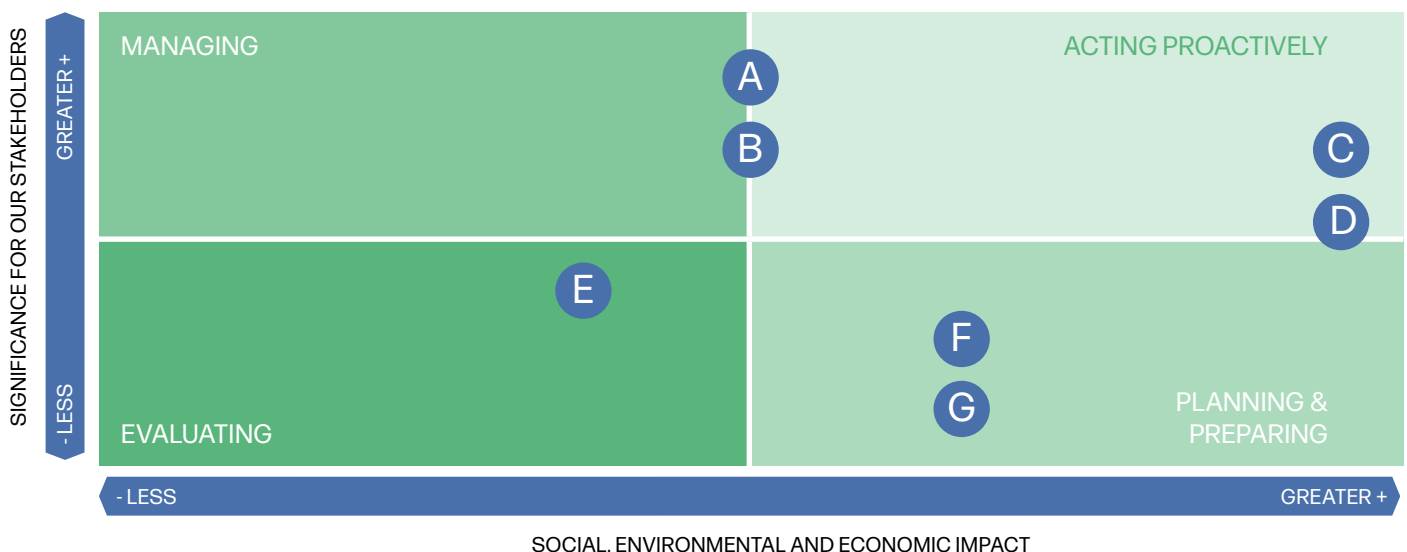 SIGNIFICANCE FOR OUR STAKEHOLDERS
GREATER +
- LESS
MANAGING
ACTING PROACTIVELY
A
B
C
D
E
F
G
EVALUATING
PLANNING &
PREPARING
- LESS
GREATER +
SOCIAL, ENVIRONMENTAL AND ECONOMIC IMPACT